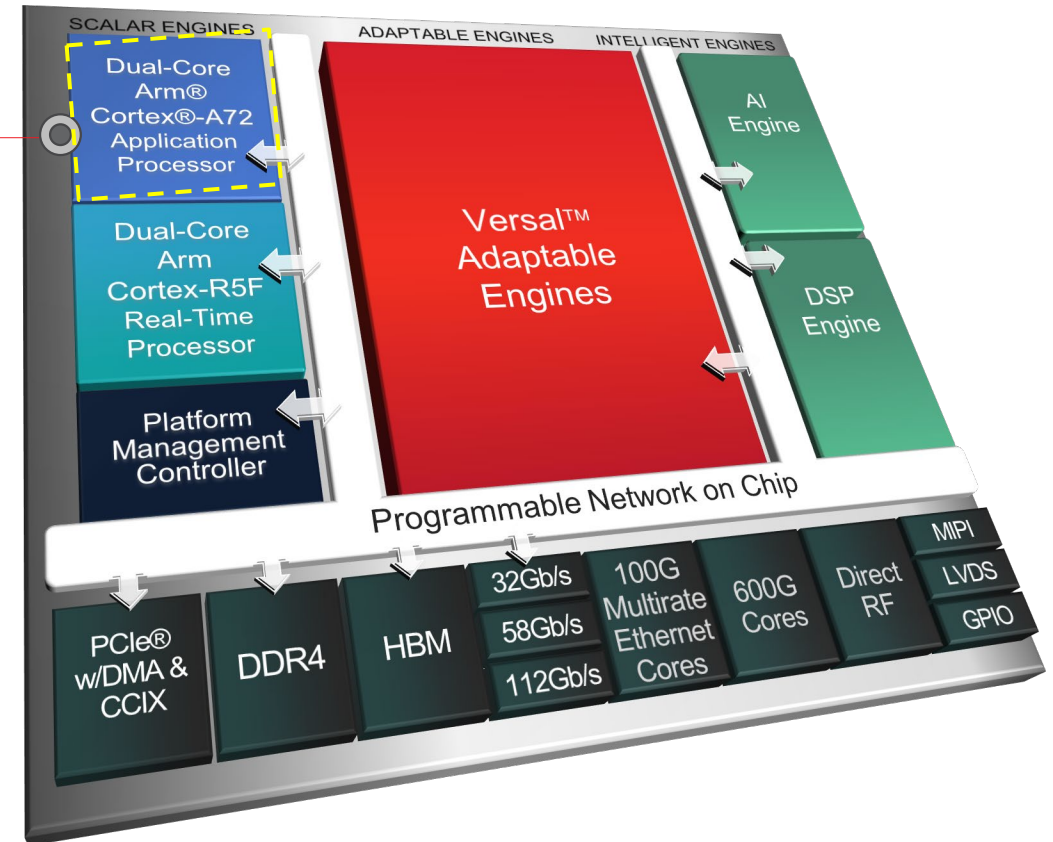 SCALAR ENGINES
ADAPTABLE ENGINES
INTELLIGENT ENGINES
Dual-Core
Arm®
Cortex®-A72
Application
Processor
Dual-Core
Arm
Cortex-R5F
Real-Time
Processor
Platform
Management
Controller
Versal™
Adaptable
Engines
AI
Engine
DSP
Engine
Programmable Network on Chip
PCIe®
w/DMA &
CCIX
DDR4
HBM
32Gb/s
58Gb/s
112Gb/s
100G
Multirate
Ethernet
Cores
600G
Cores
Direct
RF
MIPI
LVDS
GPIO